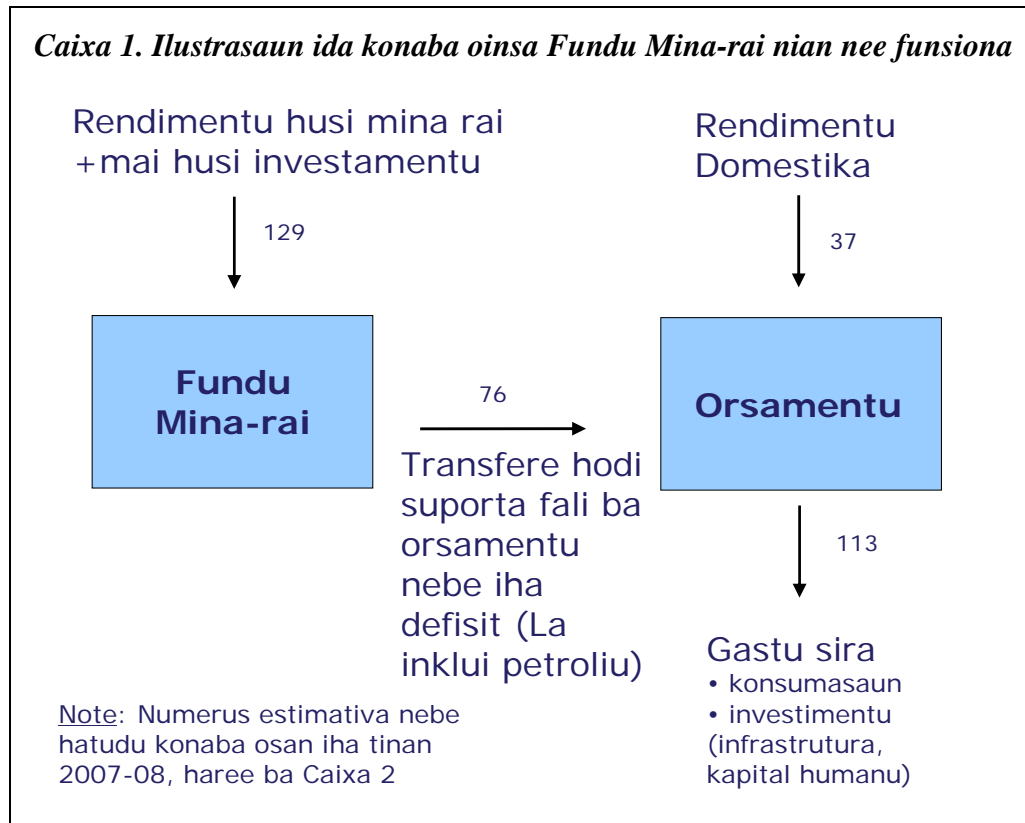 Caixa 1. Ilustrasaun ida konaba oinsa Fundu Mina-rai nian nee funsiona
Rendimentu husi mina rai
+mai husi investamentu
129
Rendimentu
Domestika
37
Fundu
Mina-rai
76
Transfere hodi
suporta fali ba
orsamentu
nebe iha
defisit (La
inklui petroliu)
Orsamentu
113
Gastu sira
• konsumasaun
• investimentu
(infrastrutura,
kapital humanu)
Note: Numerus estimativa nebe
hatudu konaba osan iha tinan
2007-08, haree ba Caixa 2